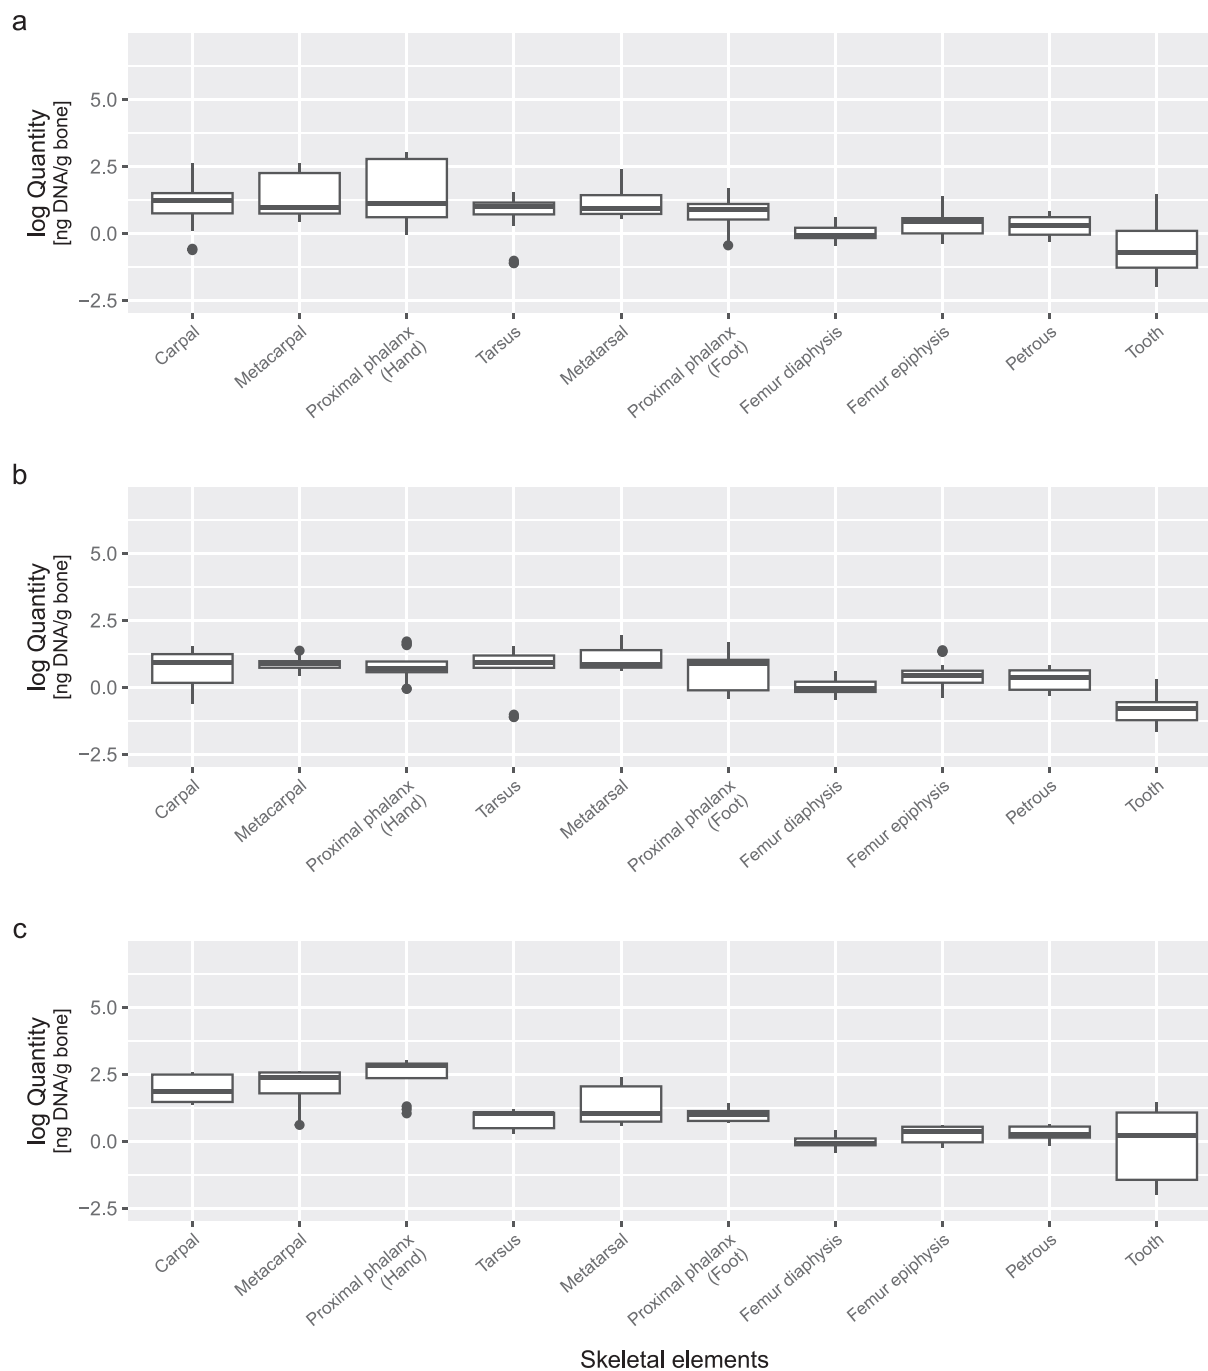 a
log Quantity
[ng DNA/g bone]
5.0
2.5
0.0
−2.5
Carpal
Metacarpal
Proximal phalanx
(Hand)
Tarsus
Metatarsal
Proximal phalanx
(Foot)
Femur diaphysis
Femur epiphysis
Petrous
Tooth
b
log Quantity
[ng DNA/g bone]
5.0
2.5
0.0
−2.5
Carpal
Metacarpal
Proximal phalanx
(Hand)
Tarsus
Metatarsal
Proximal phalanx
(Foot)
Femur diaphysis
Femur epiphysis
Petrous
Tooth
c
log Quantity
[ng DNA/g bone]
5.0
2.5
0.0
−2.5
Carpal
Metacarpal
Proximal phalanx
(Hand)
Tarsus
Metatarsal
Proximal phalanx
(Foot)
Femur diaphysis
Femur epiphysis
Petrous
Tooth
Skeletal elements